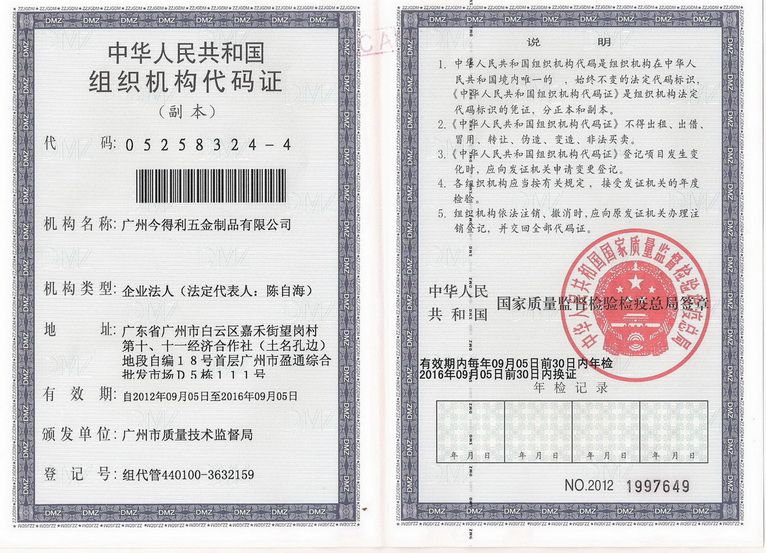 中华人民共和国
组织机构代码证
（副本）
代 码: 05258324-4
机构名称: 广州今得利五金制品有限公司
机构类型: 企业法人（法定代表人：陈自海）
地 址: 广东省广州市白云区嘉禾街望岗村
第十、十一经济合作社（土名孔边）
地段自编１８号首层广州市盈通综合
批发市场Ｄ５栋１１１号
有 效 期: 自2012年09月05日至2016年09月05日
颁发单位: 广州市质量技术监督局
登 记 号: 组代管440100-3632159
说 明
1. 中华人民共和国组织机构代码是组织机构在中华人
民共和国境内唯一的 、始终不变的法定代码标识，
《中华人民共和国组织机构代码证》是组织机构法定
代码标识的凭证，分正本和副本。
2. 《中华人民共和国组织机构代码证》不得出租、出借、
冒用、转让、伪造、变造、非法买卖。
3. 《中华人民共和国组织机构代码证》登记项目发生变
化时，应向发证机关申请变更登记。
4. 各组织机构应当按有关规定 ，接受发证机关的年度
检验。
5. 组织机构依法注销、撤消时，应向原发证机关办理注
销登记，并交回全部代码证。
中华人民
共和国
国家质量监督检验检疫总局签章
中华人民共和国国家质量监督检验检疫总局
有效期内每年09月05日前30日内年检
2016年09月05日前30日内换证
年检记录
年 月 日 年 月 日 年 月 日 年 月 日
NO.2012 1997649